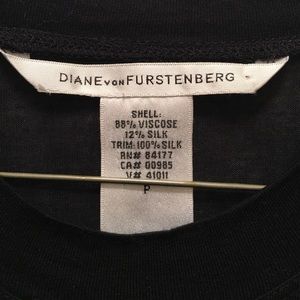 DIANE VON FURSTENBERG
SHELL:
88% VISCOSE
12% SILK
TRIM: 100% SILK
RN# 84177
CA# 00985
V# 41011
P